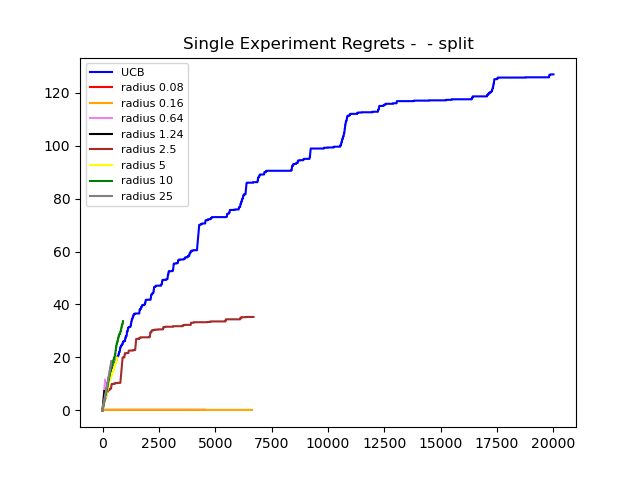 Single Experiment Regrets -  - split
UCB
radius 0.08
radius 0.16
radius 0.64
radius 1.24
radius 2.5
radius 5
radius 10
radius 25
120
100
80
60
40
20
0
0 2500 5000 7500 10000 12500 15000 17500 20000